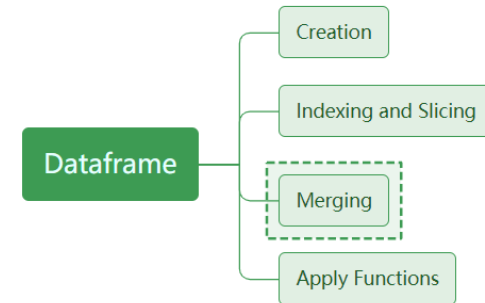 Creation
Indexing and Slicing
Dataframe
Merging
Apply Functions